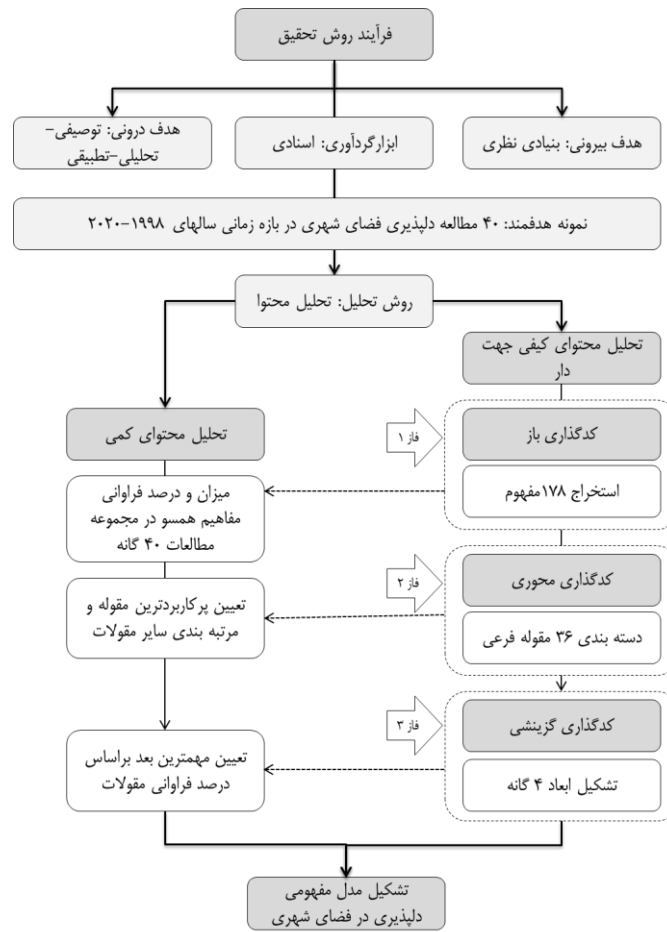 فرآیند روش تحقیق
هدف بیرونی: بنیادی نظری
ابزارگردآوری: اسنادی
هدف درونی: توصیفی-
تحلیلی-تطبیقی
نمونه هدفمند: ۴۰ مطالعه دلپذیری فضای شهری در بازه زمانی سالهای ۱۹۹۸-۲۰۲۰
روش تحلیل: تحلیل محتوا
تحلیل محتوای کیفی جهت
دار
تحلیل محتوای کمی
فاز ۱
کدگذاری باز
استخراج ۱۷۸مفهوم
میزان و درصد فراوانی
مفاهیم همسو در مجموعه
مطالعات ۴۰ گانه
فاز ۲
کدگذاری محوری
دسته بندی ۳۶ مقوله فرعی
تعیین پرکاربردترین مقوله و
مرتبه بندی سایر مقولات
فاز ۳
کدگذاری گزینشی
تشکیل ابعاد ۴ گانه
تعیین مهمترین بعد براساس
درصد فراوانی مقولات
تشکیل مدل مفهومی
دلپذیری در فضای شهری